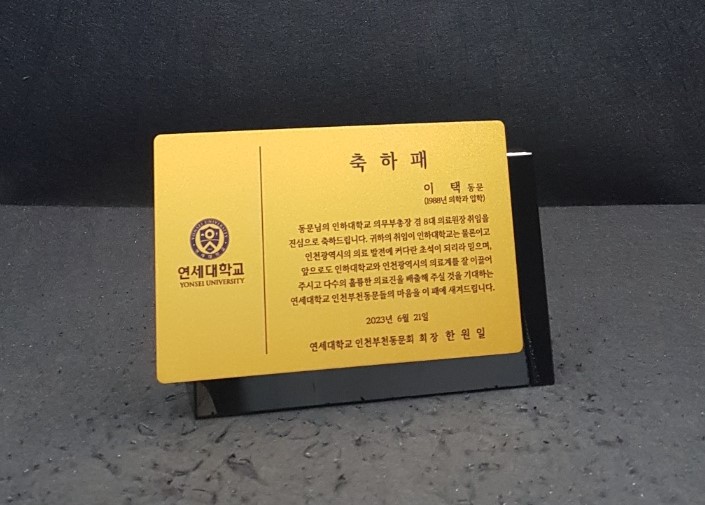 연세대학교
YONSEI UNIVERSITY
축하패
이 택 동문
(1988년 의학과 입학)
동문님의 인하대학교 의무부총장 겸 8대 의료원장 취임을
진심으로 축하드립니다. 귀하의 취임이 인하대학교는 물론이고
인천광역시의 의료 발전에 커다란 초석이 되리라 믿으며,
앞으로도 인하대학교와 인천광역시의 의료계를 잘 이끌어
주시고 다수의 훌륭한 의료진을 배출해 주실 것을 기대하는
연세대학교 인천부천동문들의 마음을 이 패에 새겨드립니다.
2023년 6월 21일
연세대학교 인천부천동문회 회장 한 원 일